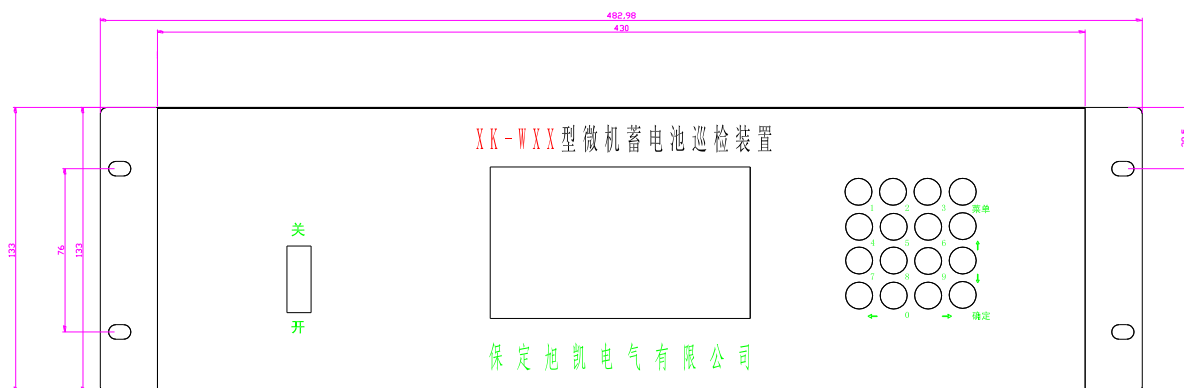 482,98
430
XK-WXX型微机蓄电池巡检装置
133
76
133
关
开
1 2 3 菜单
4 5 6 ↑
7 8 9 ↓
← 0 → 确定
保定旭凯电气有限公司